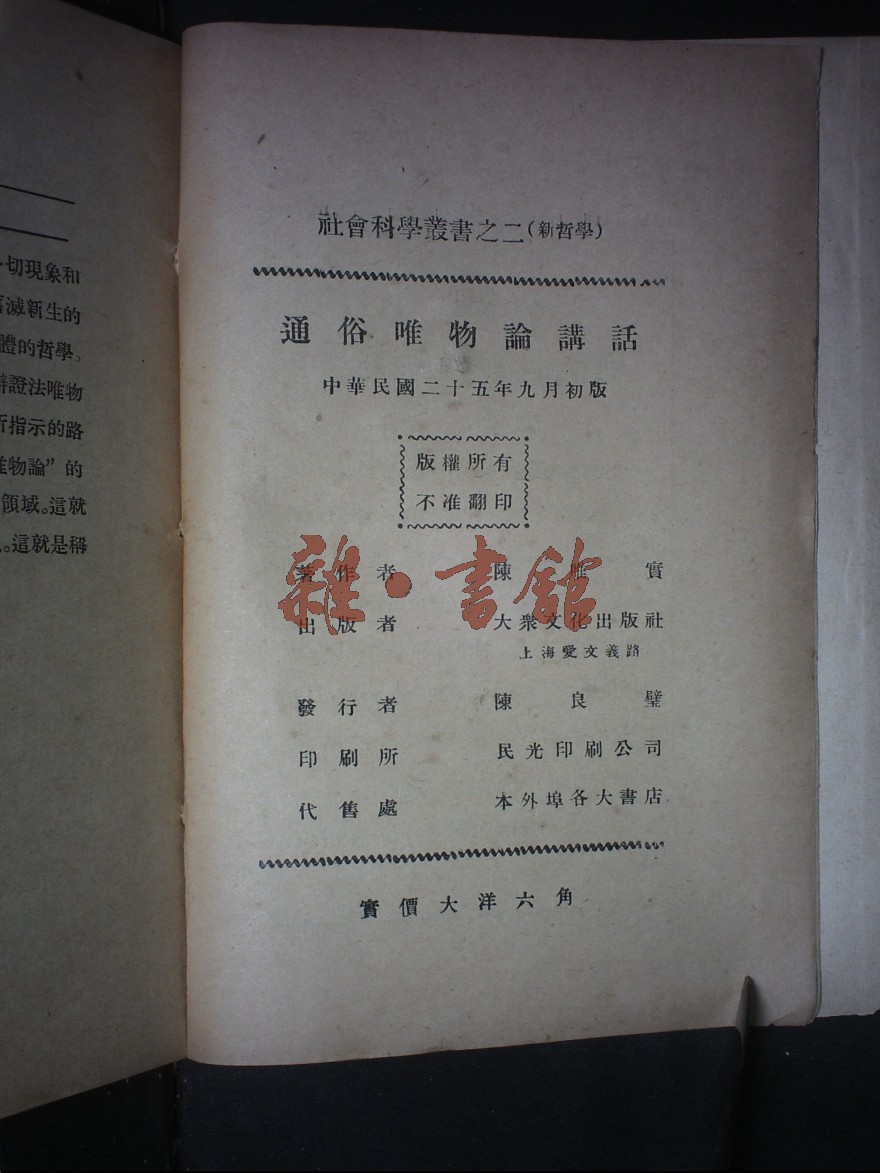 切現象和
滅新生的
體的哲學，
辯證法唯物
所指示的路
唯物論”的
領域。這就
。這就是稱
社會科學叢書之二（新哲學）
通俗唯物論講話
中華民國二十五年九月初版
版權所有
不准翻印
著作者 陳唯實
出版者 大衆文化出版社
上海愛文義路
發行者 陳良璧
印刷所 民光印刷公司
代售處 本外埠各大書店
實價大洋六角
雜·書館